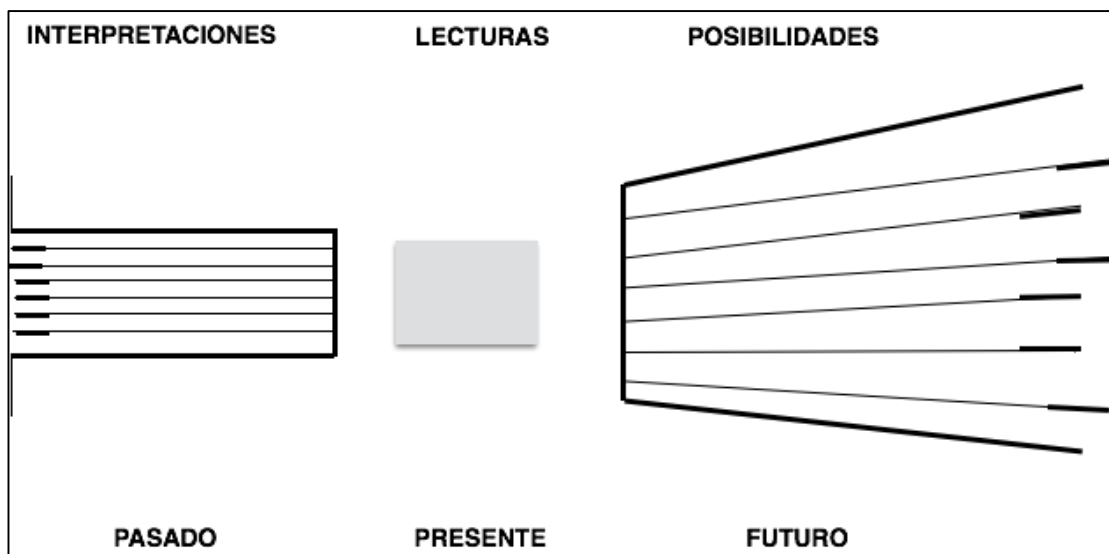 INTERPRETACIONES LECTURAS POSIBILIDADES
PASADO PRESENTE FUTURO